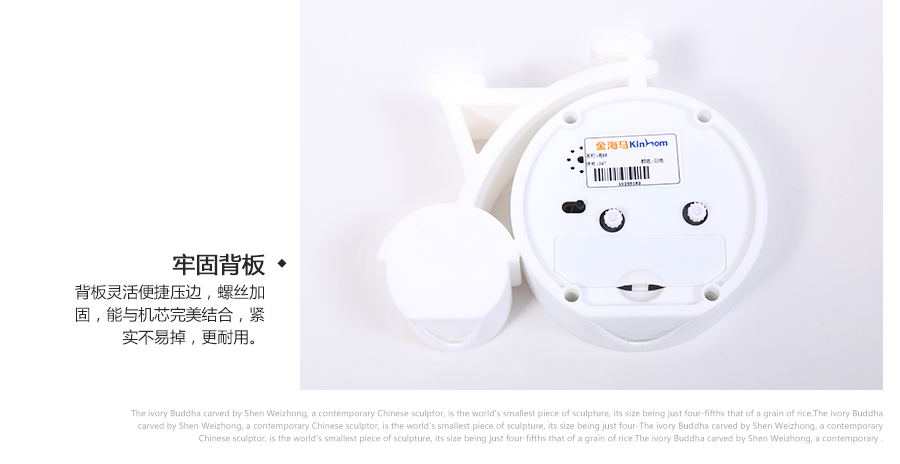 金海马Kinhom
牢固背板
背板灵活便捷压边，螺丝加
固，能与机芯完美结合，紧
实不易掉，更耐用。
The ivory Buddha carved by Shen Weizhong, a contemporary Chinese sculptor, is the world's smallest piece of sculpture, its size being just four-fifths that of a grain of rice.The ivory Buddha
carved by Shen Weizhong, a contemporary Chinese sculptor, is the world's smallest piece of sculpture, its size being just four-The ivory Buddha carved by Shen Weizhong, a contemporary
Chinese sculptor, is the world's smallest piece of sculpture, its size being just four-fifths that of a grain of rice.The ivory Buddha carved by Shen Weizhong, a contemporary .